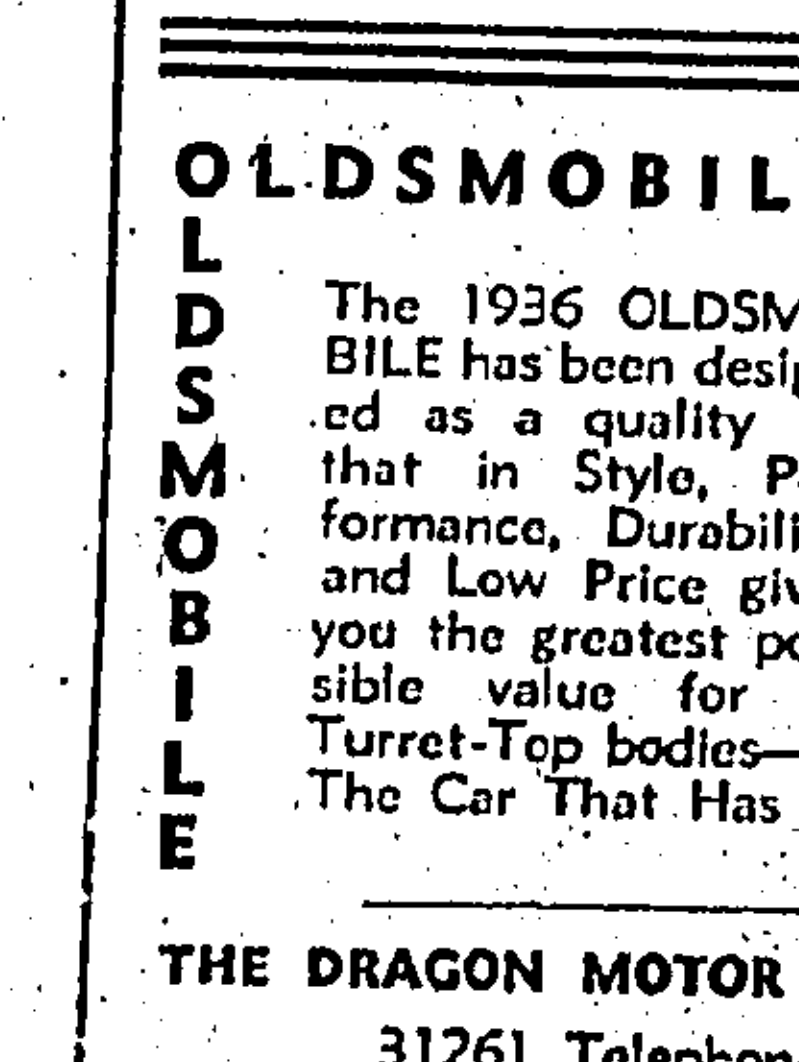 OLDSMOBIL
L
D
S
M
O
B
I
L
E
The 1936 OLDSM
BILE has been desig
ed as a quality
that in Style, Pe
formance, Durabili
and Low Price giv
you the greatest po
sible value for
Turret-Top bodies—
The Car That Has
THE DRAGON MOTOR
31261 Telephon